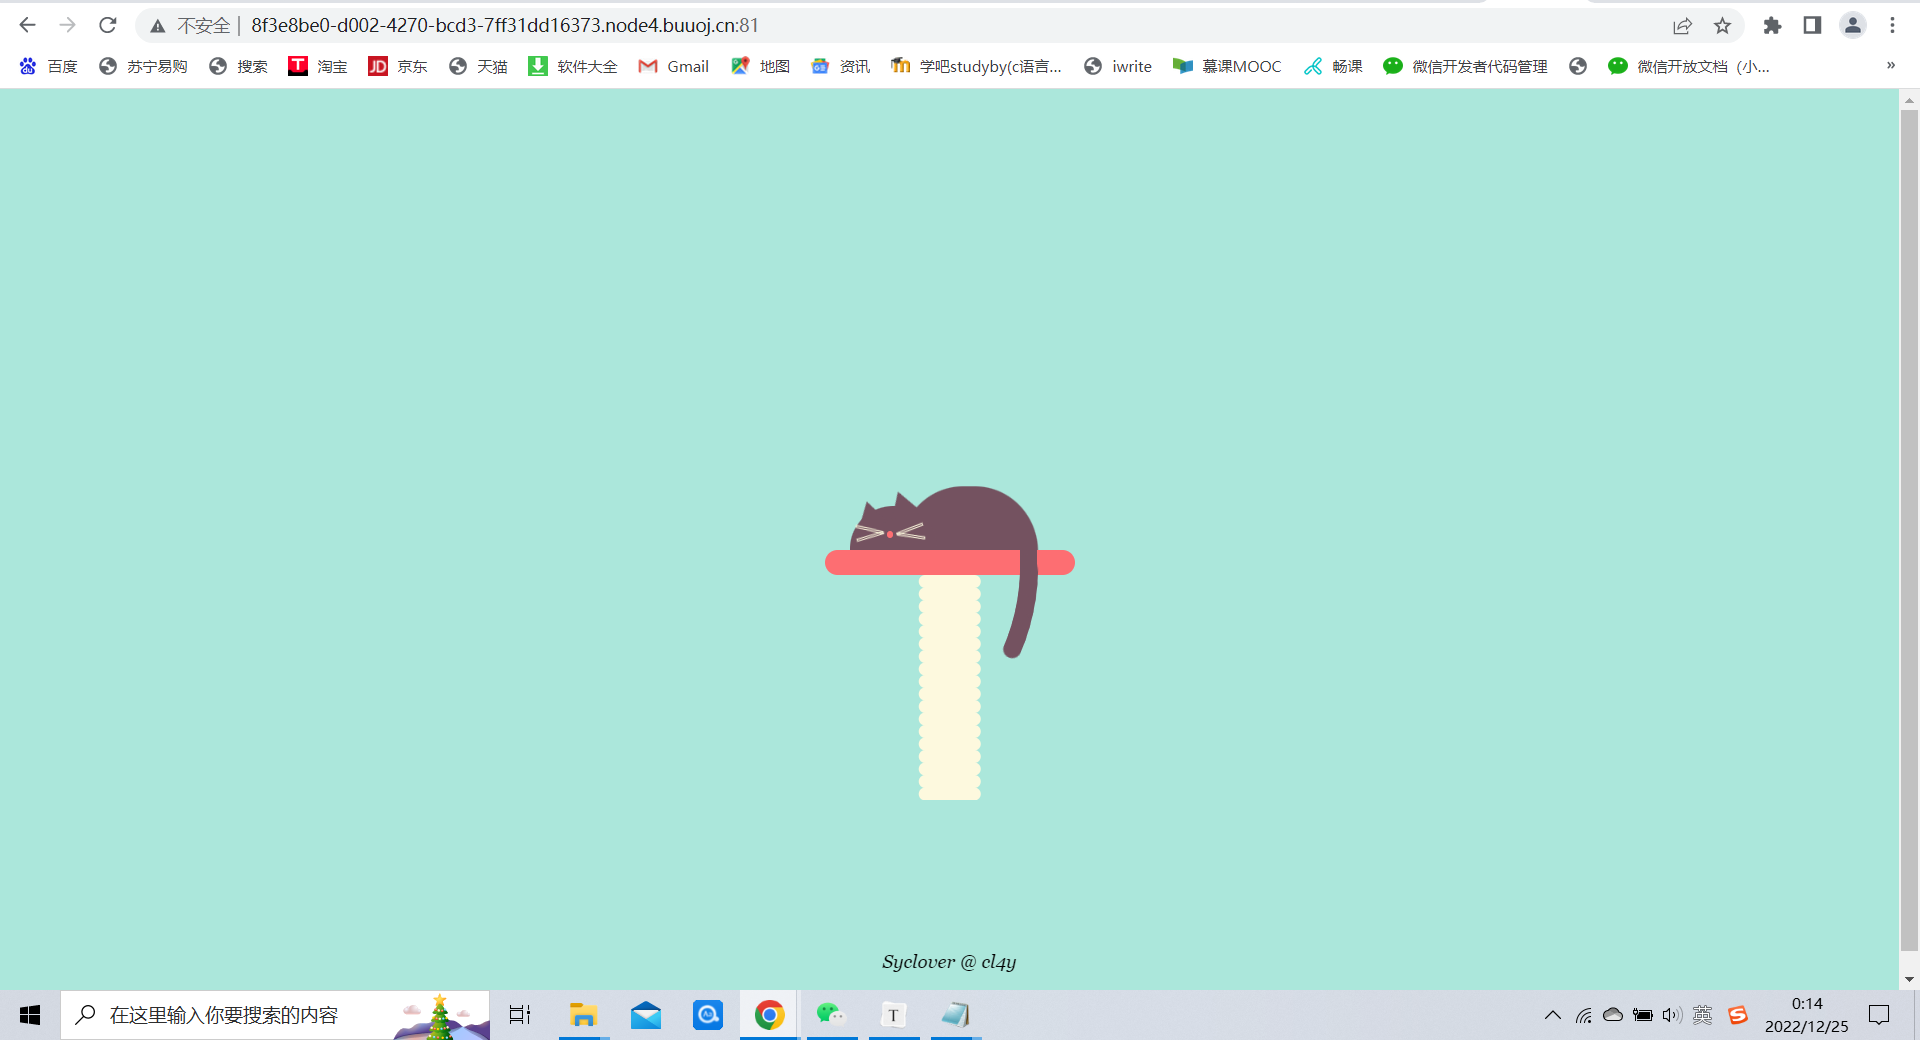 不安全 | 8f3e8be0-d002-4270-bcd3-7ff31dd16373.node4.buuoj.cn:81
百度 苏宁易购 搜索 淘宝 京东 天猫 软件大全 Gmail 地图 资讯 学吧studyby(c语言... iwrite 慕课MOOC 畅课 微信开发者代码管理 微信开放文档（小... »
Syclover @ cl4y
在这里输入你要搜索的内容
英
0:14
2022/12/25